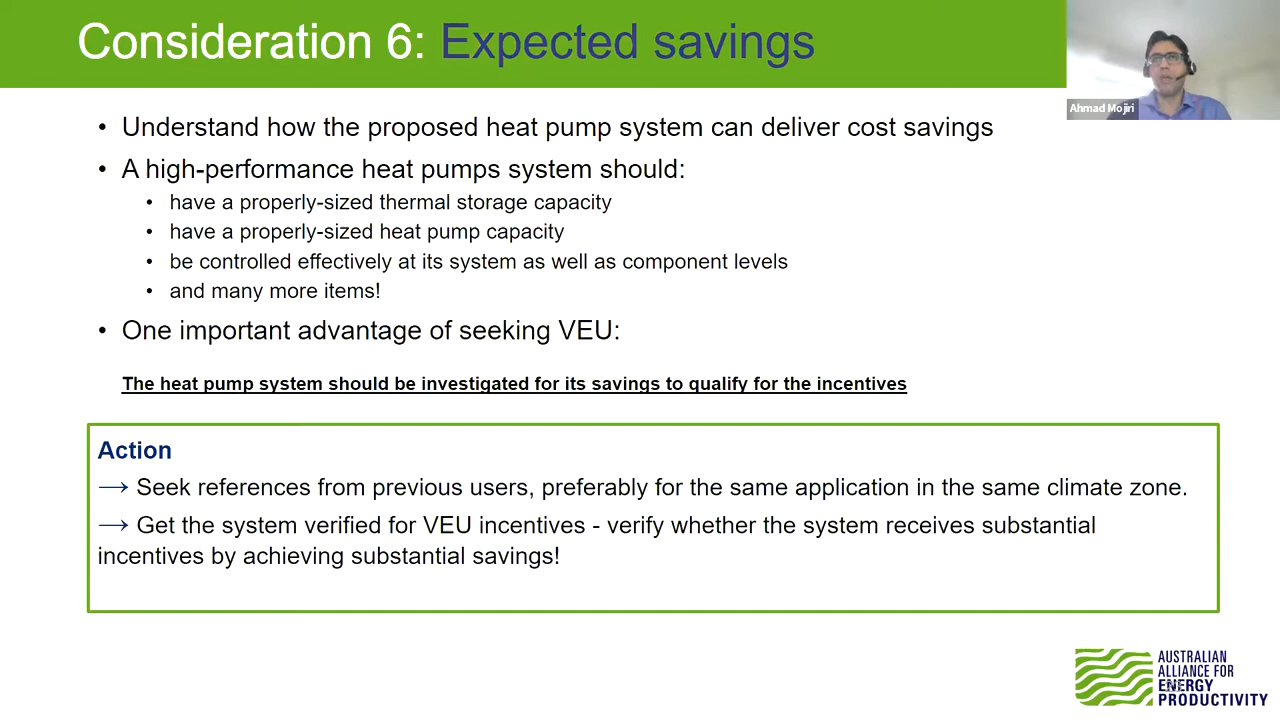 Consideration 6: Expected savings
Ahmad Mojiri
• Understand how the proposed heat pump system can deliver cost savings
• A high-performance heat pumps system should:
• have a properly-sized thermal storage capacity
• have a properly-sized heat pump capacity
• be controlled effectively at its system as well as component levels
• and many more items!
• One important advantage of seeking VEU:
The heat pump system should be investigated for its savings to qualify for the incentives
Action
→ Seek references from previous users, preferably for the same application in the same climate zone.
→ Get the system verified for VEU incentives - verify whether the system receives substantial
incentives by achieving substantial savings!
AUSTRALIAN
ALLIANCE FOR
ENERGY
PRODUCTIVITY